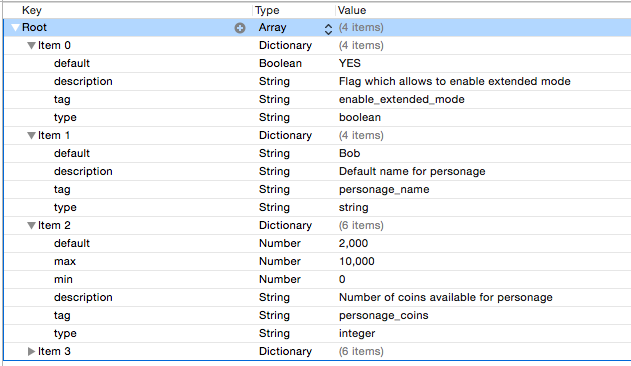 Key Type Value
Root Array (4 items)
Item 0 Dictionary (4 items)
default Boolean YES
description String Flag which allows to enable extended mode
tag String enable_extended_mode
type String boolean
Item 1 Dictionary (4 items)
default String Bob
description String Default name for personage
tag String personage_name
type String string
Item 2 Dictionary (6 items)
default Number 2,000
max Number 10,000
min Number 0
description String Number of coins available for personage
tag String personage_coins
type String integer
Item 3 Dictionary (6 items)